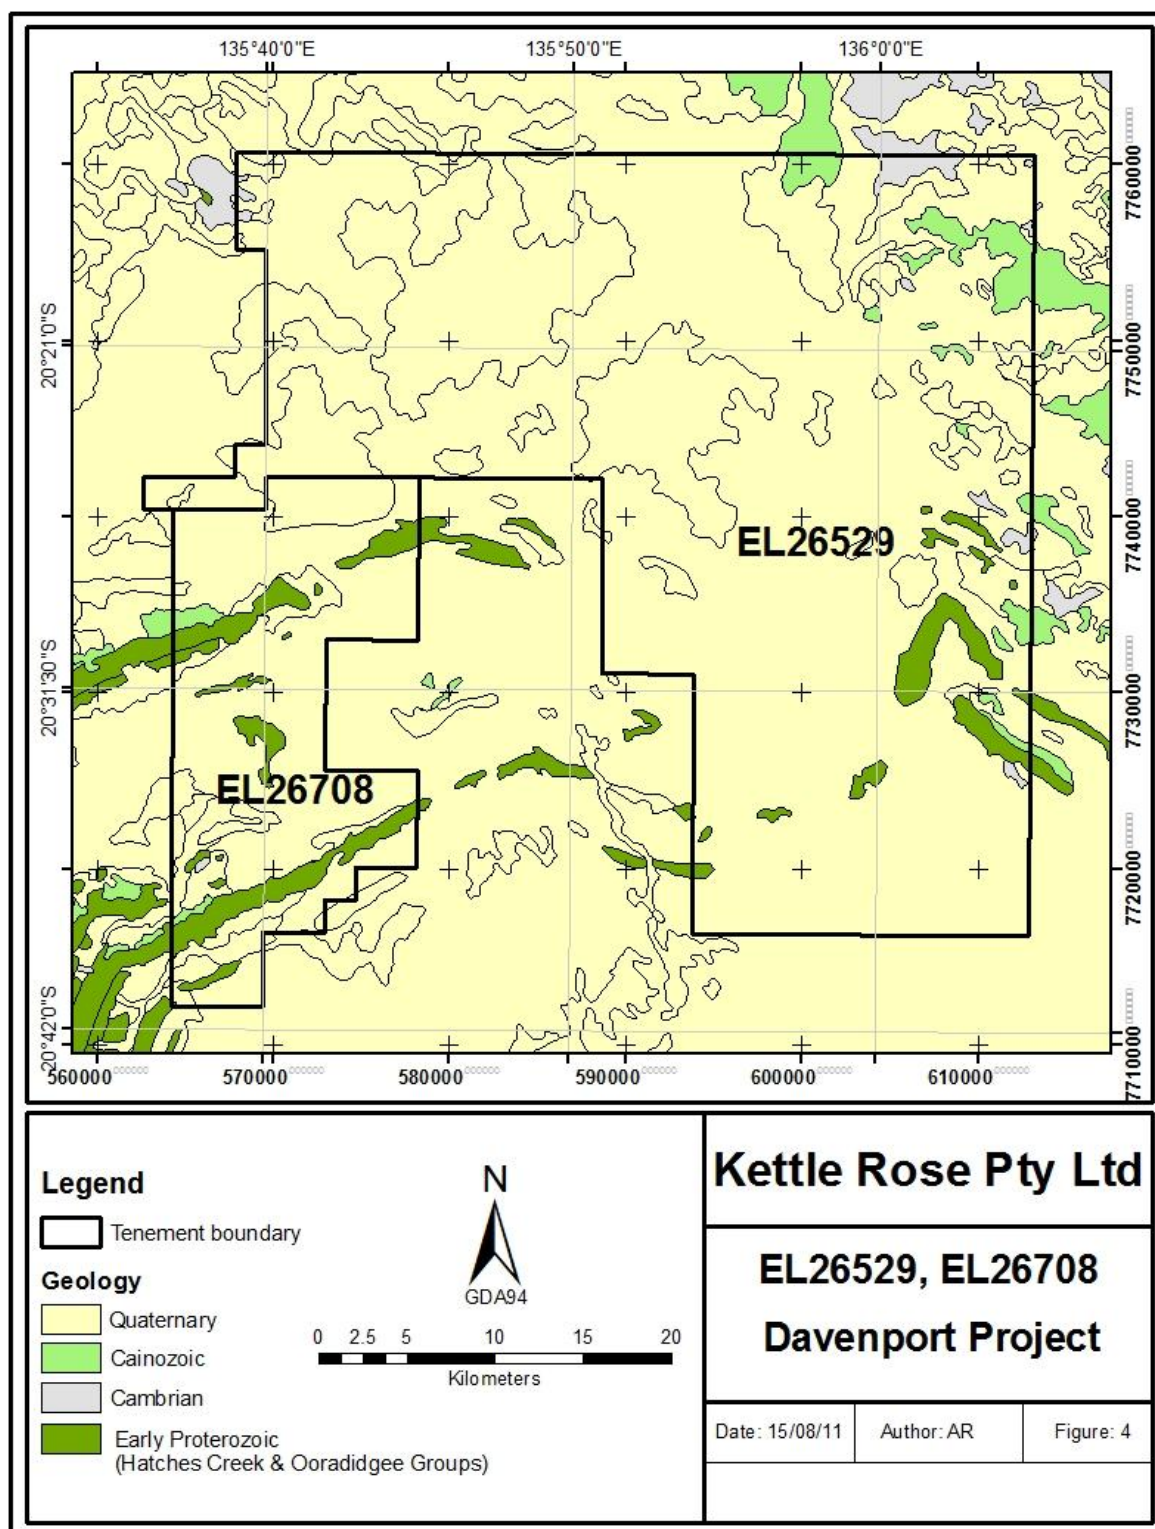 135°40'0"E 135°50'0"E 136°0'0"E
7760000
20°21'0"S
7750000
EL26529
7740000
20°31'30"S
7730000
EL26708
7720000
20°42'0"S
7710000
560000 570000 580000 590000 600000 610000
Legend
Tenement boundary
Geology
Quaternary
Cainozoic
Cambrian
Early Proterozoic
(Hatches Creek & Ooradidgee Groups)
N
GDA94
0 2.5 5 10 15 20
Kilometers
Kettle Rose Pty Ltd
EL26529, EL26708
Davenport Project
Date: 15/08/11 Author: AR Figure: 4